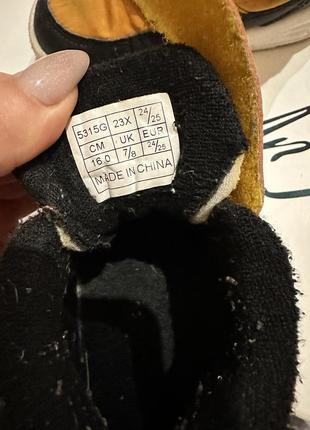 5315G 23X 24/25
CM UK EUR
16.0 7/8 24/25
MADE IN CHINA